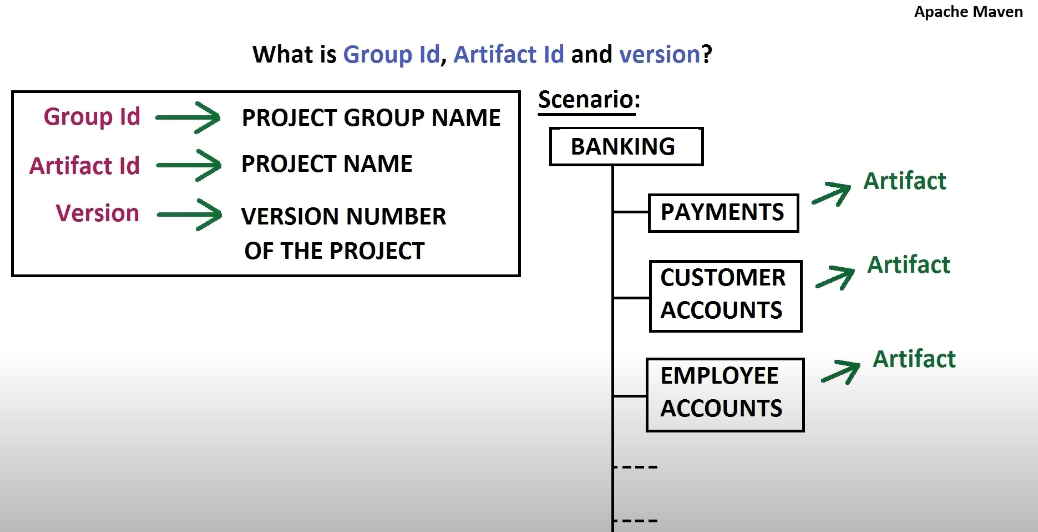 Apache Maven
What is Group Id, Artifact Id and version?
Group Id
PROJECT GROUP NAME
Artifact Id
PROJECT NAME
Version
VERSION NUMBER
OF THE PROJECT
Scenario:
BANKING
PAYMENTS
Artifact
CUSTOMER
ACCOUNTS
Artifact
EMPLOYEE
ACCOUNTS
Artifact